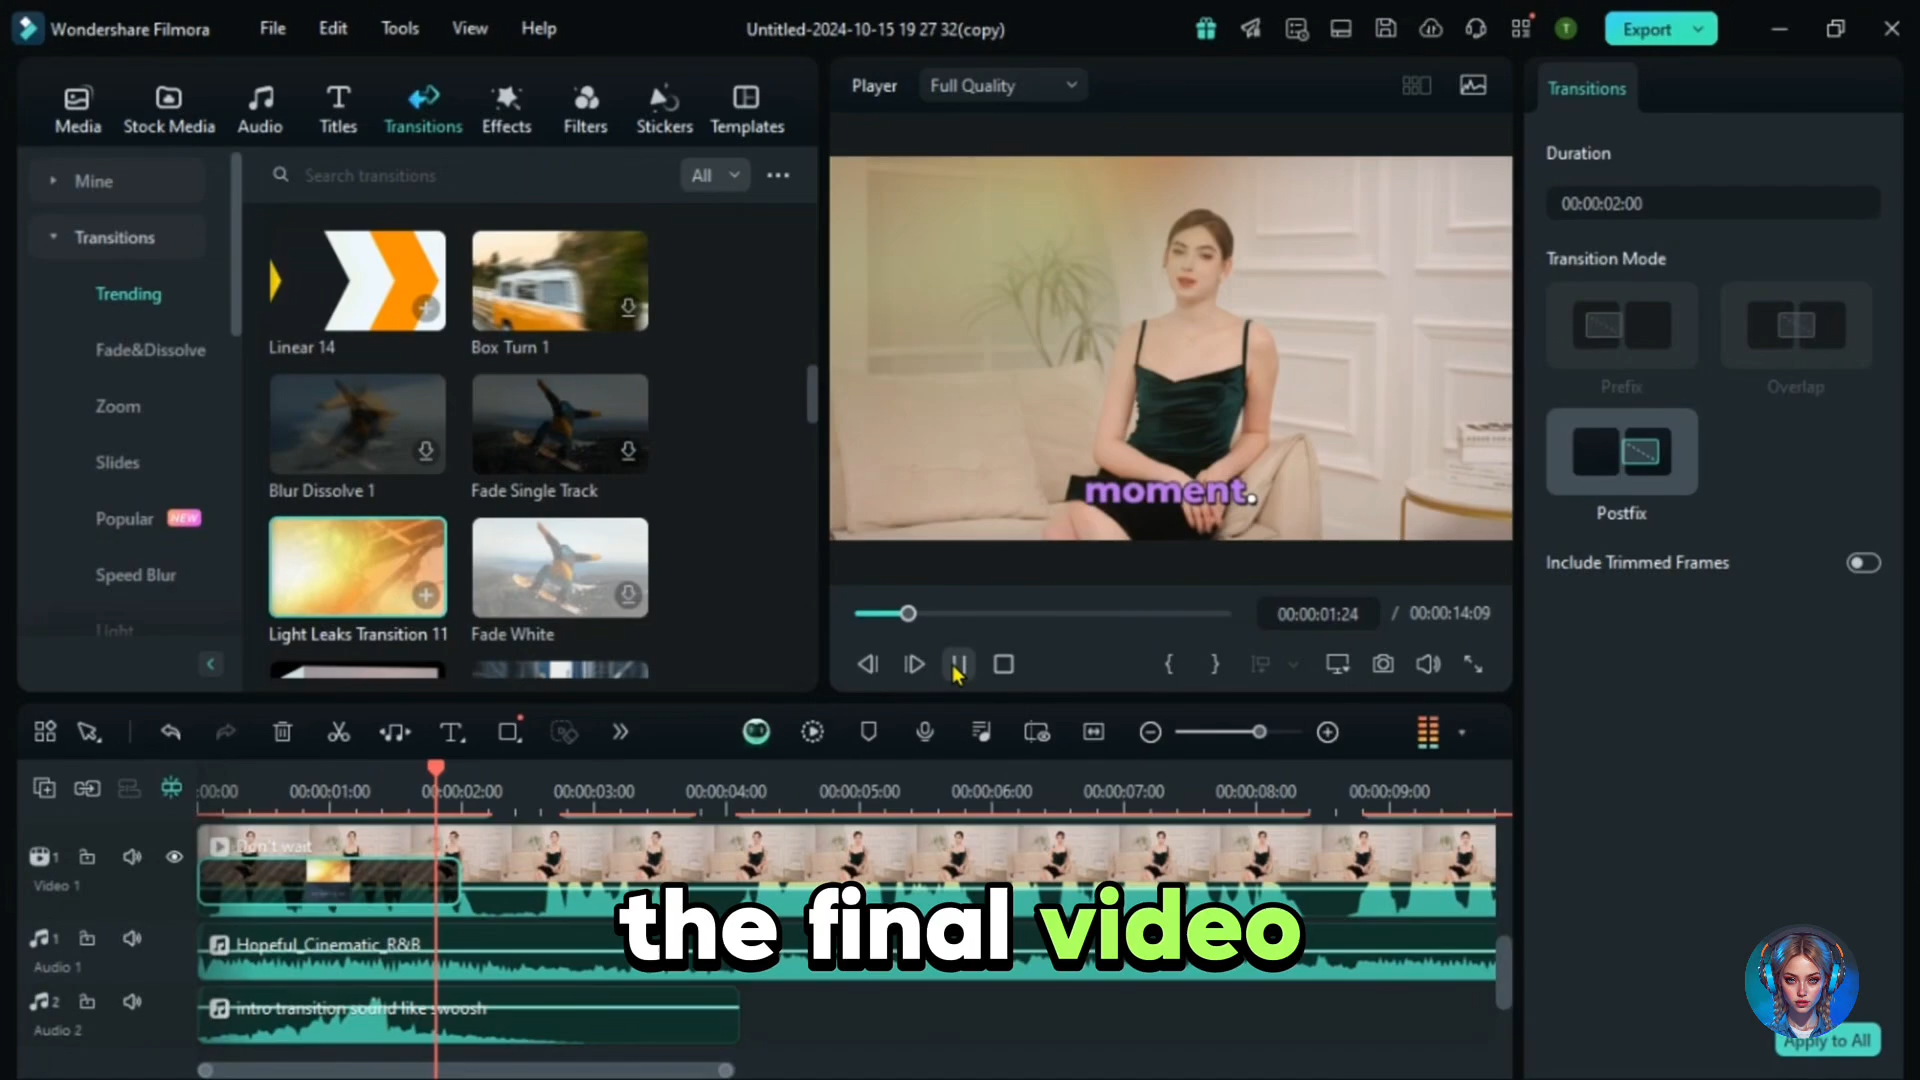 Wondershare Filmora
File
Edit
Tools
View
Help
Untitled-2024-10-15 19 27 32(copy)
T
Export
Media
Stock Media
Audio
Titles
Transitions
Effects
Filters
Stickers
Templates
Player
Full Quality
Transitions
Mine
Search transitions
All
Transitions
Trending
Fade&Dissolve
Zoom
Slides
Popular NEW
Speed Blur
Light
Linear 14
Box Turn 1
Blur Dissolve 1
Fade Single Track
Light Leaks Transition 11
Fade White
moment.
00:00:01:24 / 00:00:14:09
Duration
00:00:02:00
Transition Mode
Prefix
Overlap
Postfix
Include Trimmed Frames
:00:00
00:00:01:00
00:00:02:00
00:00:03:00
00:00:04:00
00:00:05:00
00:00:06:00
00:00:07:00
00:00:08:00
00:00:09:00
1
Video 1
Don't wait
the final video
1
Audio 1
Hopeful_Cinematic_R&B
2
Audio 2
intro transition sound like swoosh
Apply to All